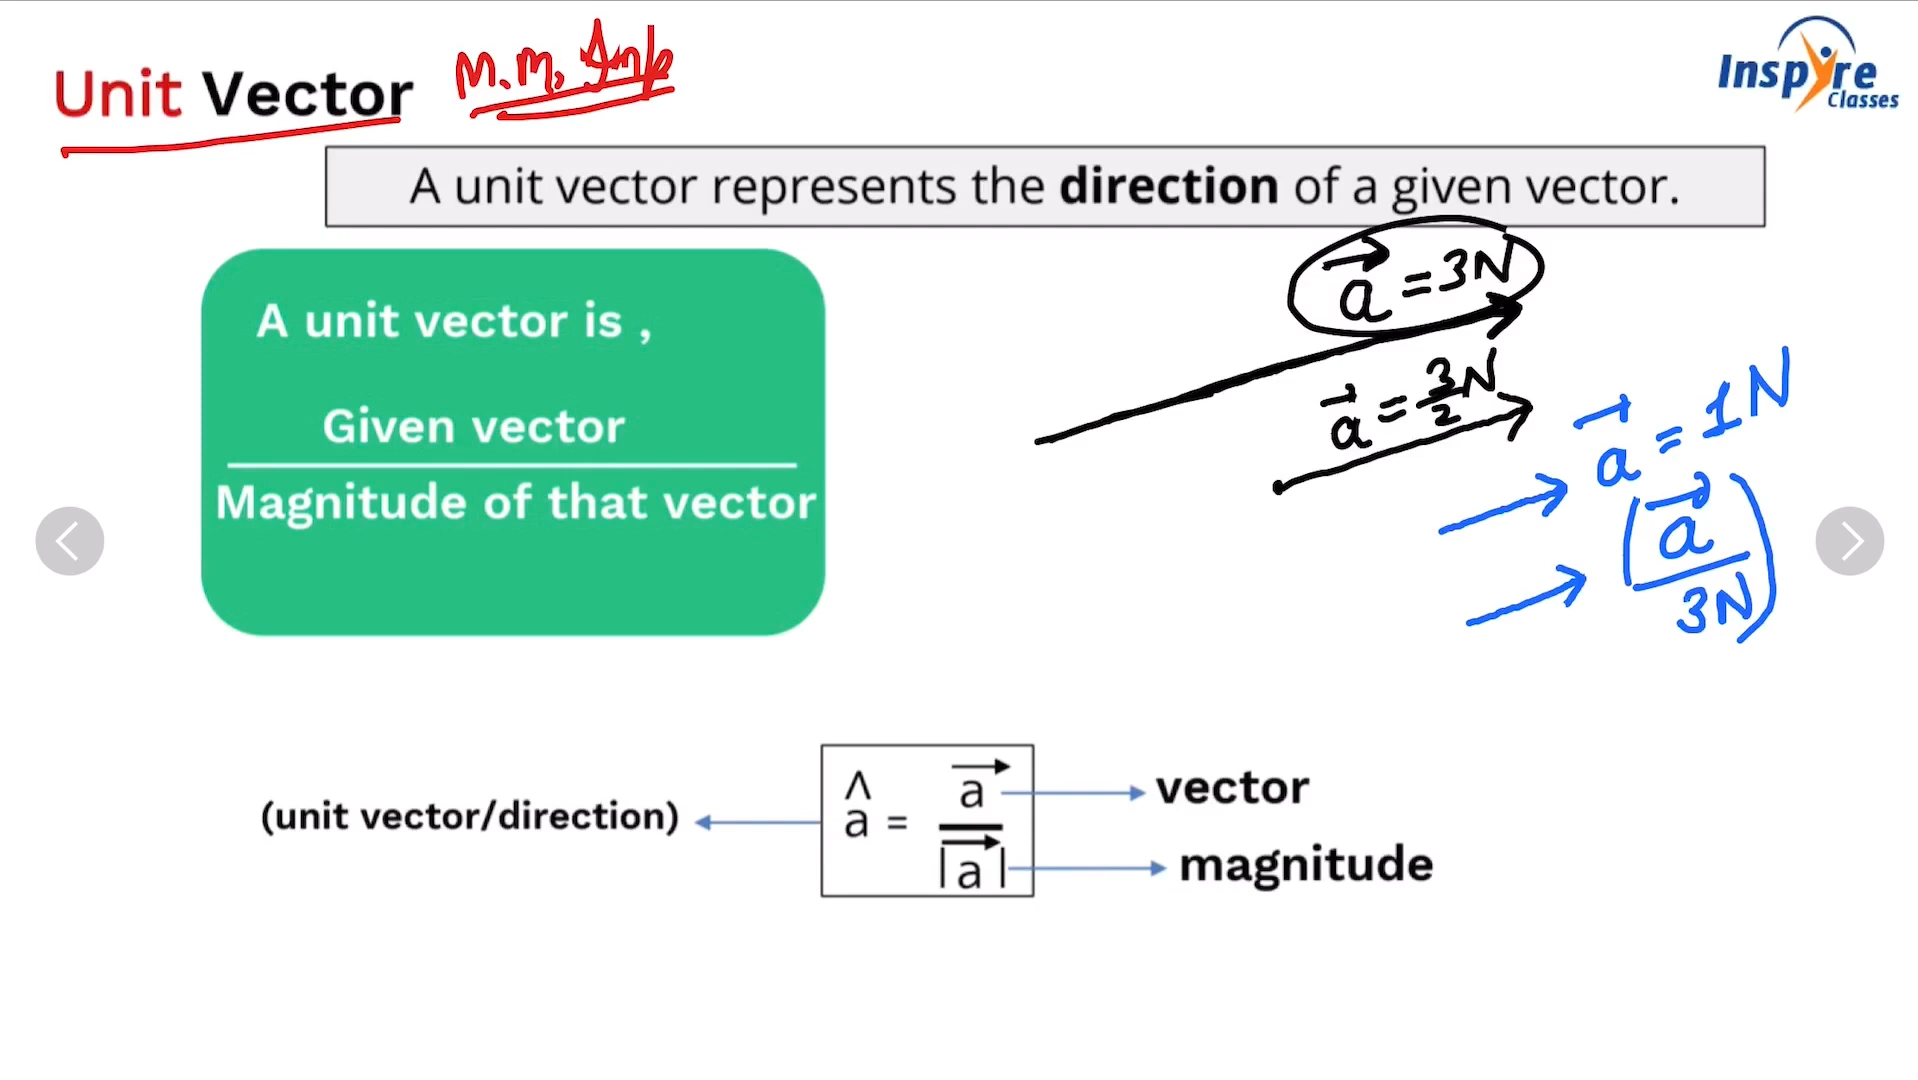 Unit Vector M.M. Imp
Inspyre
Classes
A unit vector represents the direction of a given vector.
A unit vector is ,
Given vector
Magnitude of that vector
a⃗ = 3N
a⃗ = 3/2 N
a⃗ = 1N
(a⃗ / 3N)
(unit vector/direction)
â = a⃗ / |a⃗|
vector
magnitude